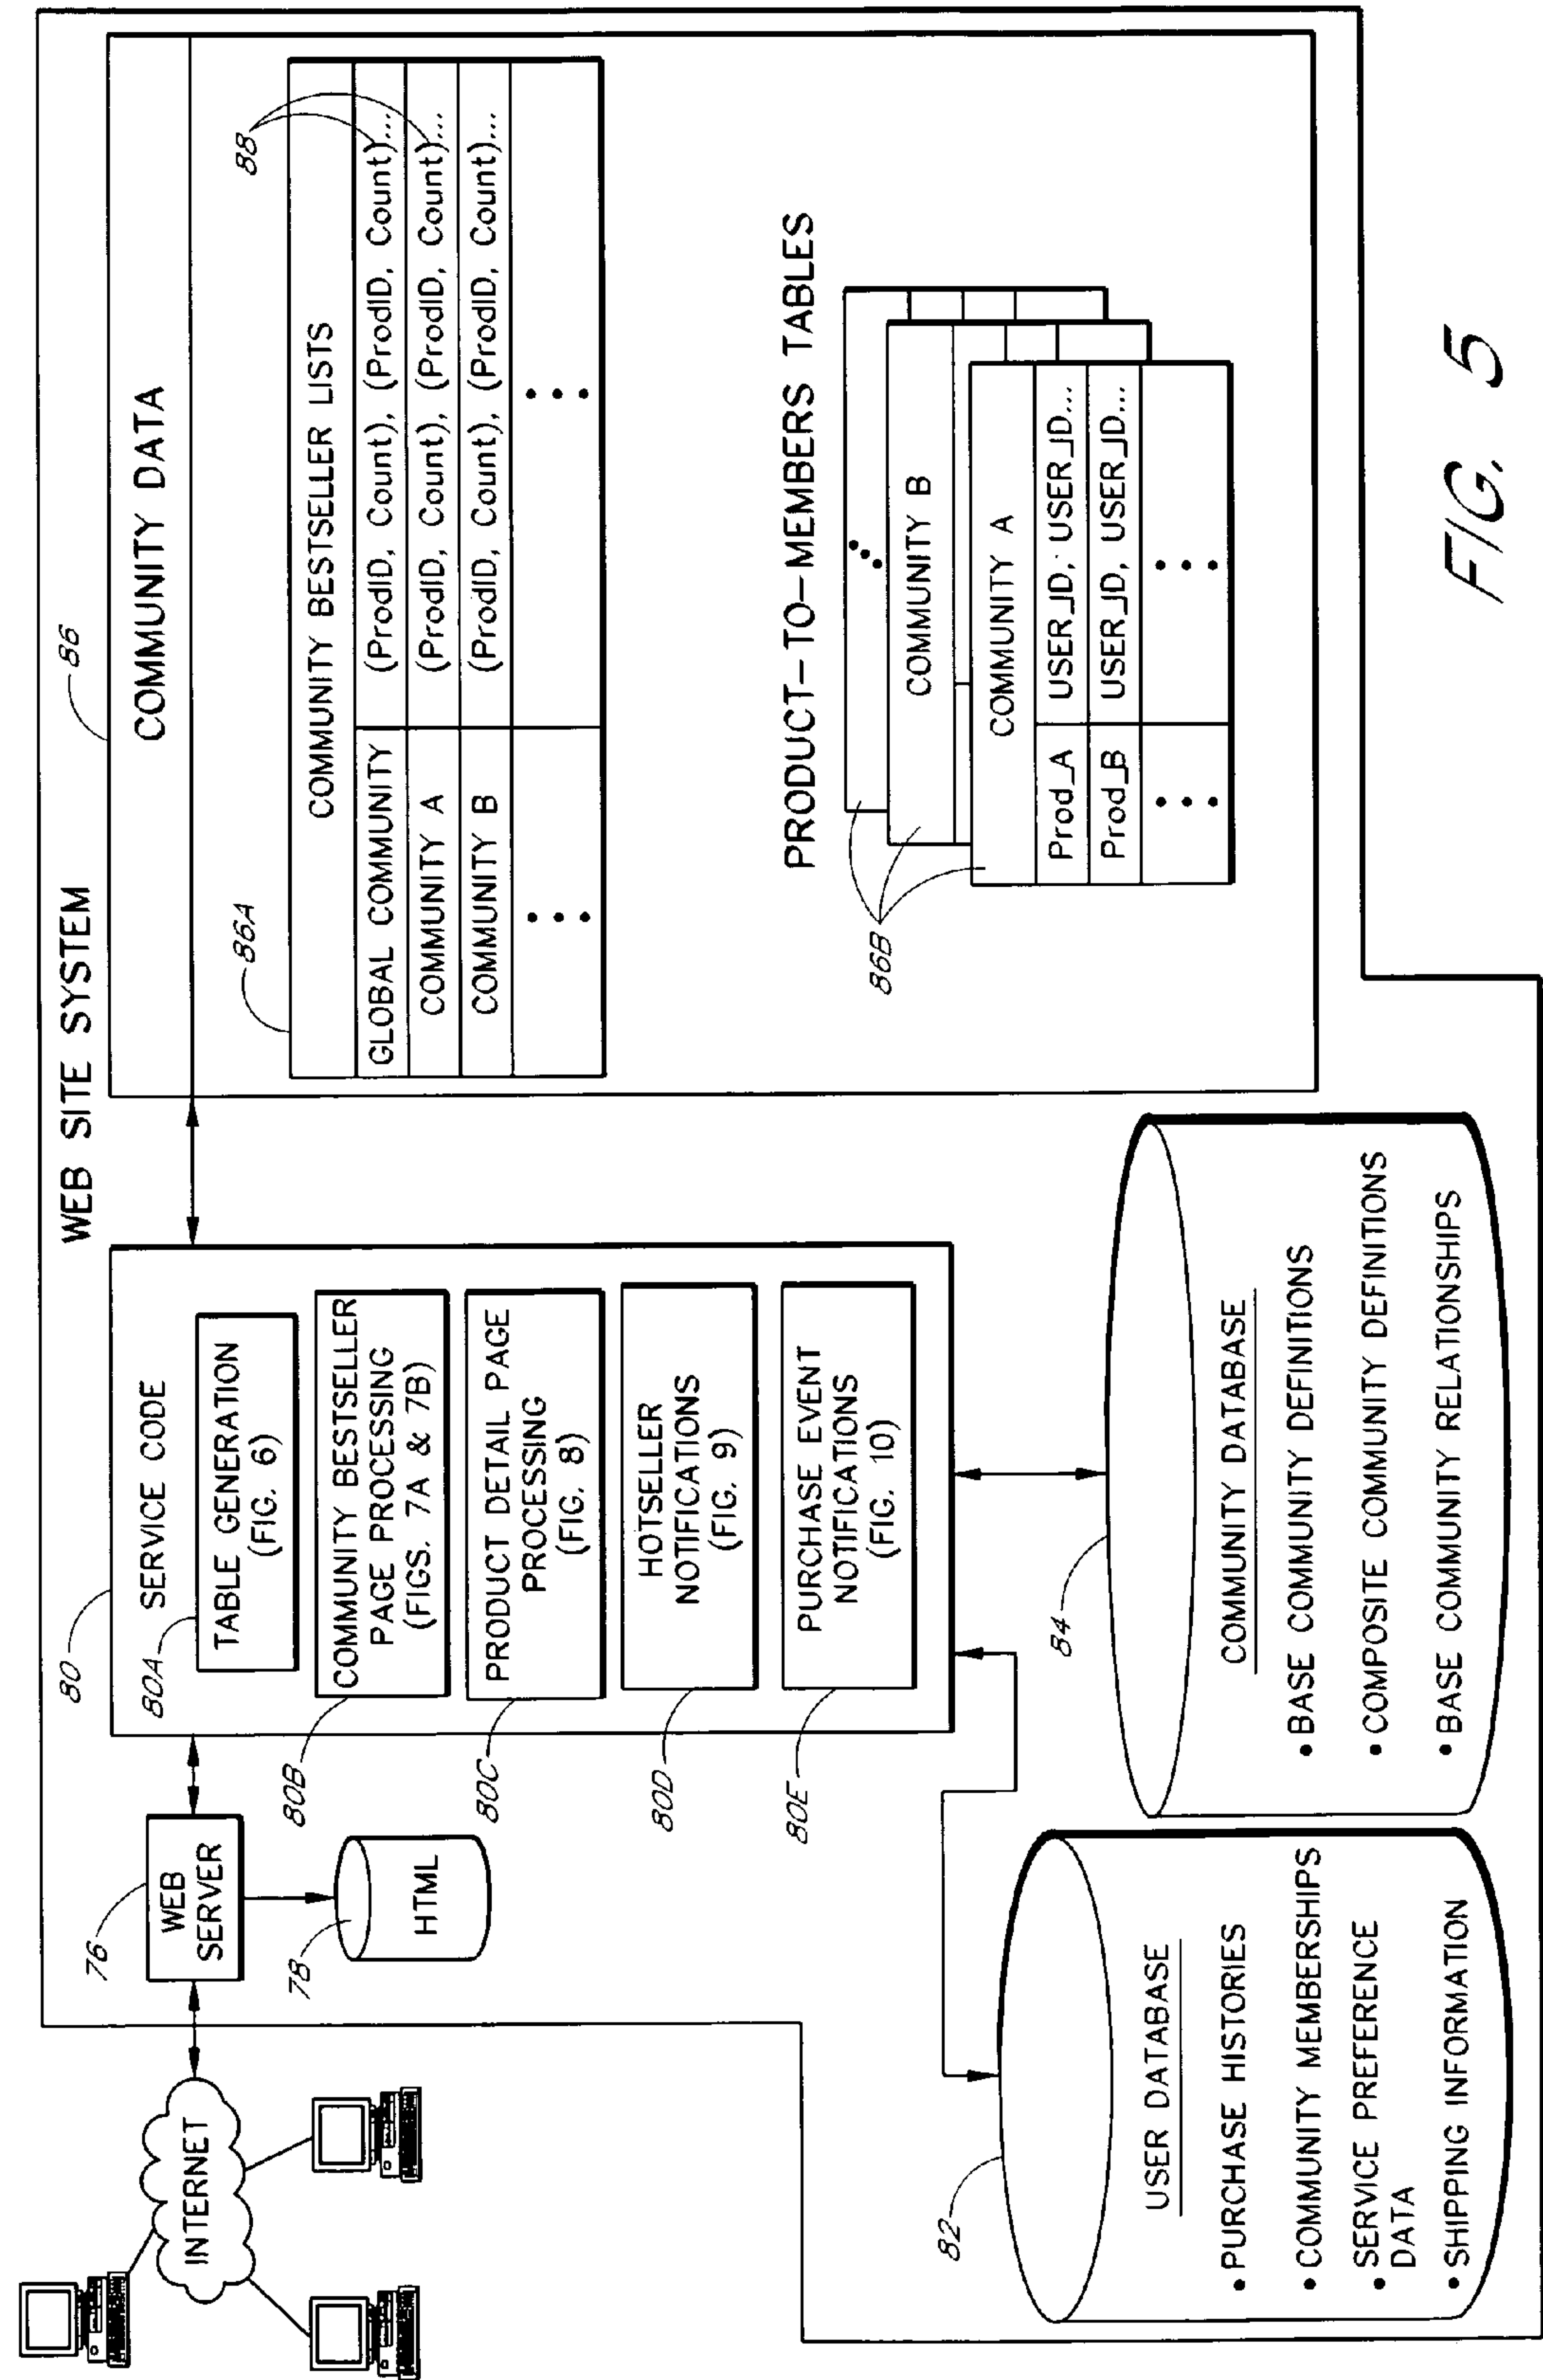 WEB SITE SYSTEM
INTERNET
76
WEB
SERVER
78
HTML
80
SERVICE CODE
80A
TABLE GENERATION
(FIG. 6)
80B
COMMUNITY BESTSELLER
PAGE PROCESSING
(FIGS. 7A & 7B)
80C
PRODUCT DETAIL PAGE
PROCESSING
(FIG. 8)
80D
HOTSELLER
NOTIFICATIONS
(FIG. 9)
80E
PURCHASE EVENT
NOTIFICATIONS
(FIG. 10)
86
COMMUNITY DATA
86A
COMMUNITY BESTSELLER LISTS
88
GLOBAL COMMUNITY (ProdID, Count), (ProdID, Count)...
COMMUNITY A (ProdID, Count), (ProdID, Count)...
COMMUNITY B (ProdID, Count), (ProdID, Count)...
PRODUCT-TO-MEMBERS TABLES
86B
COMMUNITY B
COMMUNITY A
Prod_A USER_ID, USER_ID...
Prod_B USER_ID, USER_ID...
82
USER DATABASE
• PURCHASE HISTORIES
• COMMUNITY MEMBERSHIPS
• SERVICE PREFERENCE
DATA
• SHIPPING INFORMATION
84
COMMUNITY DATABASE
• BASE COMMUNITY DEFINITIONS
• COMPOSITE COMMUNITY DEFINITIONS
• BASE COMMUNITY RELATIONSHIPS
FIG. 5